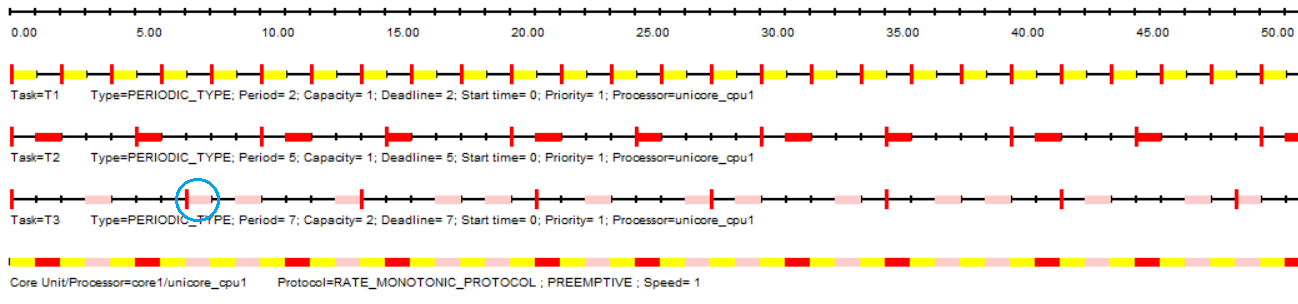 0.00 5.00 10.00 15.00 20.00 25.00 30.00 35.00 40.00 45.00 50.00
Task=T1 Type=PERIODIC_TYPE; Period= 2; Capacity= 1; Deadline= 2; Start time= 0; Priority= 1; Processor=unicore_cpu1
Task=T2 Type=PERIODIC_TYPE; Period= 5; Capacity= 1; Deadline= 5; Start time= 0; Priority= 1; Processor=unicore_cpu1
Task=T3 Type=PERIODIC_TYPE; Period= 7; Capacity= 2; Deadline= 7; Start time= 0; Priority= 1; Processor=unicore_cpu1
Core Unit/Processor=core1/unicore_cpu1 Protocol=RATE_MONOTONIC_PROTOCOL ; PREEMPTIVE ; Speed= 1